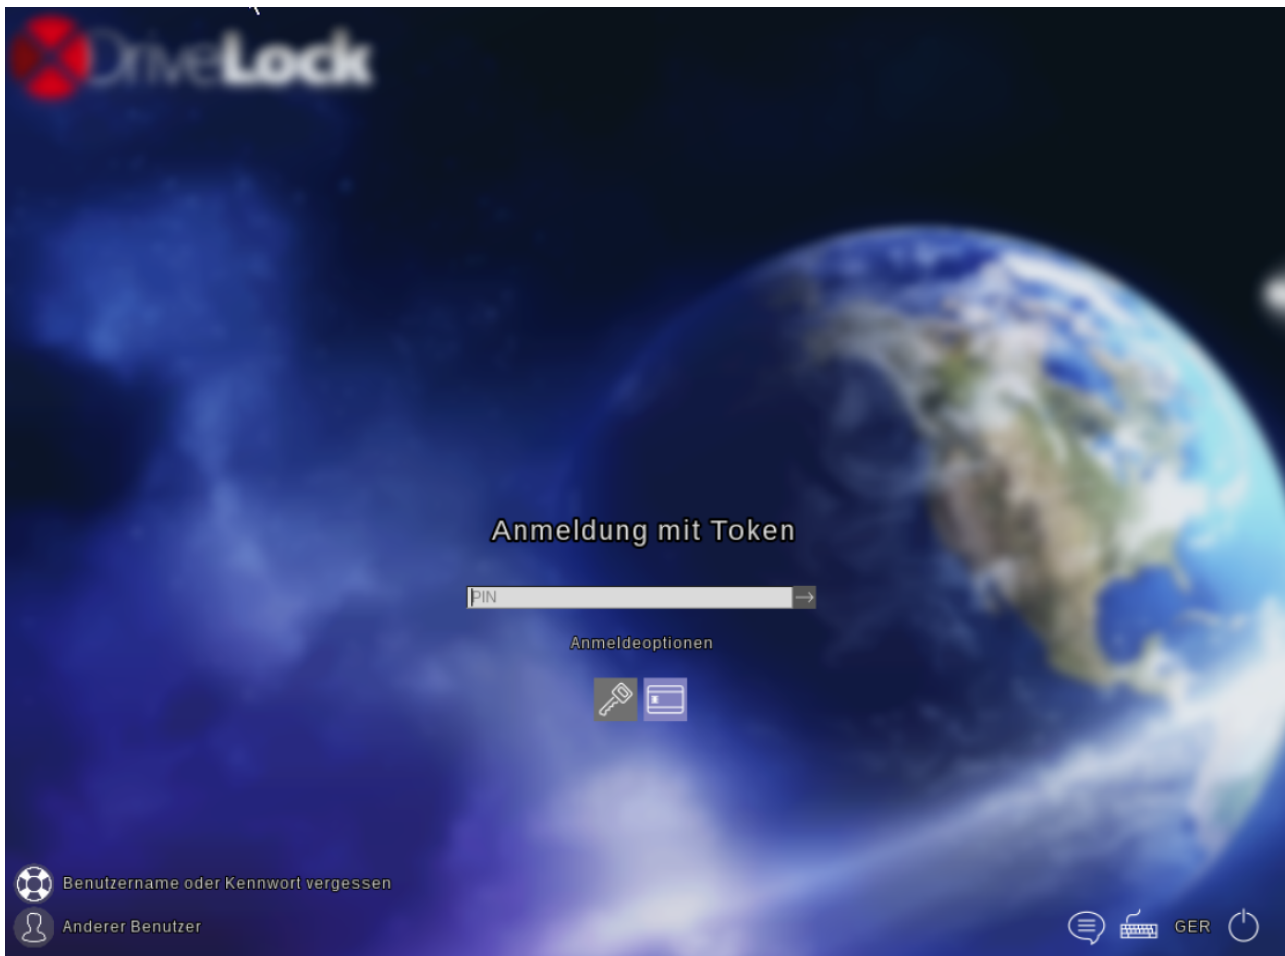 DriveLock
Anmeldung mit Token
PIN
Anmeldeoptionen
Benutzername oder Kennwort vergessen
Anderer Benutzer
GER